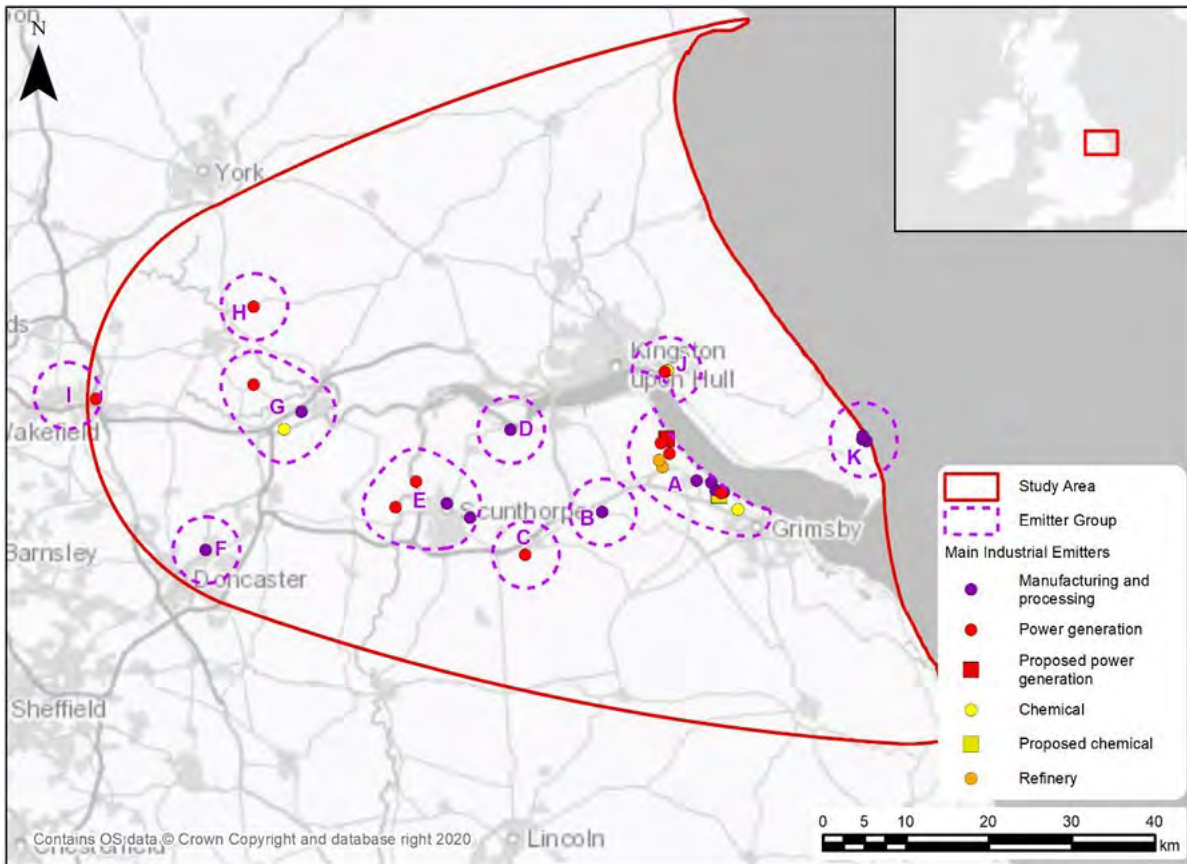 N
York
H
Kingston
upon Hull
J
I
G
Wakefield
D
K
A
E
Scunthorpe
B
C
Grimsby
F
Barnsley
Doncaster
Sheffield
Lincoln
Study Area
Emitter Group
Main Industrial Emitters
Manufacturing and
processing
Power generation
Proposed power
generation
Chemical
Proposed chemical
Refinery
0 5 10 20 30 40
km
Contains OS data © Crown Copyright and database right 2020